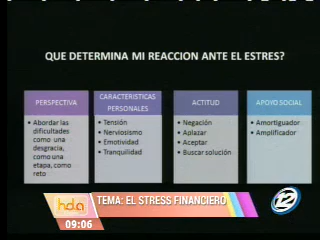 QUE DETERMINA MI REACCION ANTE EL ESTRES?
PERSPECTIVA
• Abordar las
dificultades
como una
desgracia,
como una
etapa, como
reto
CARACTERISTICAS
PERSONALES
• Tensión
• Nerviosismo
• Emotividad
• Tranquilidad
ACTITUD
• Negación
• Aplazar
• Aceptar
• Buscar solución
APOYO SOCIAL
• Amortiguador
• Amplificador
hda
TEMA: EL STRESS FINANCIERO
09:06
12